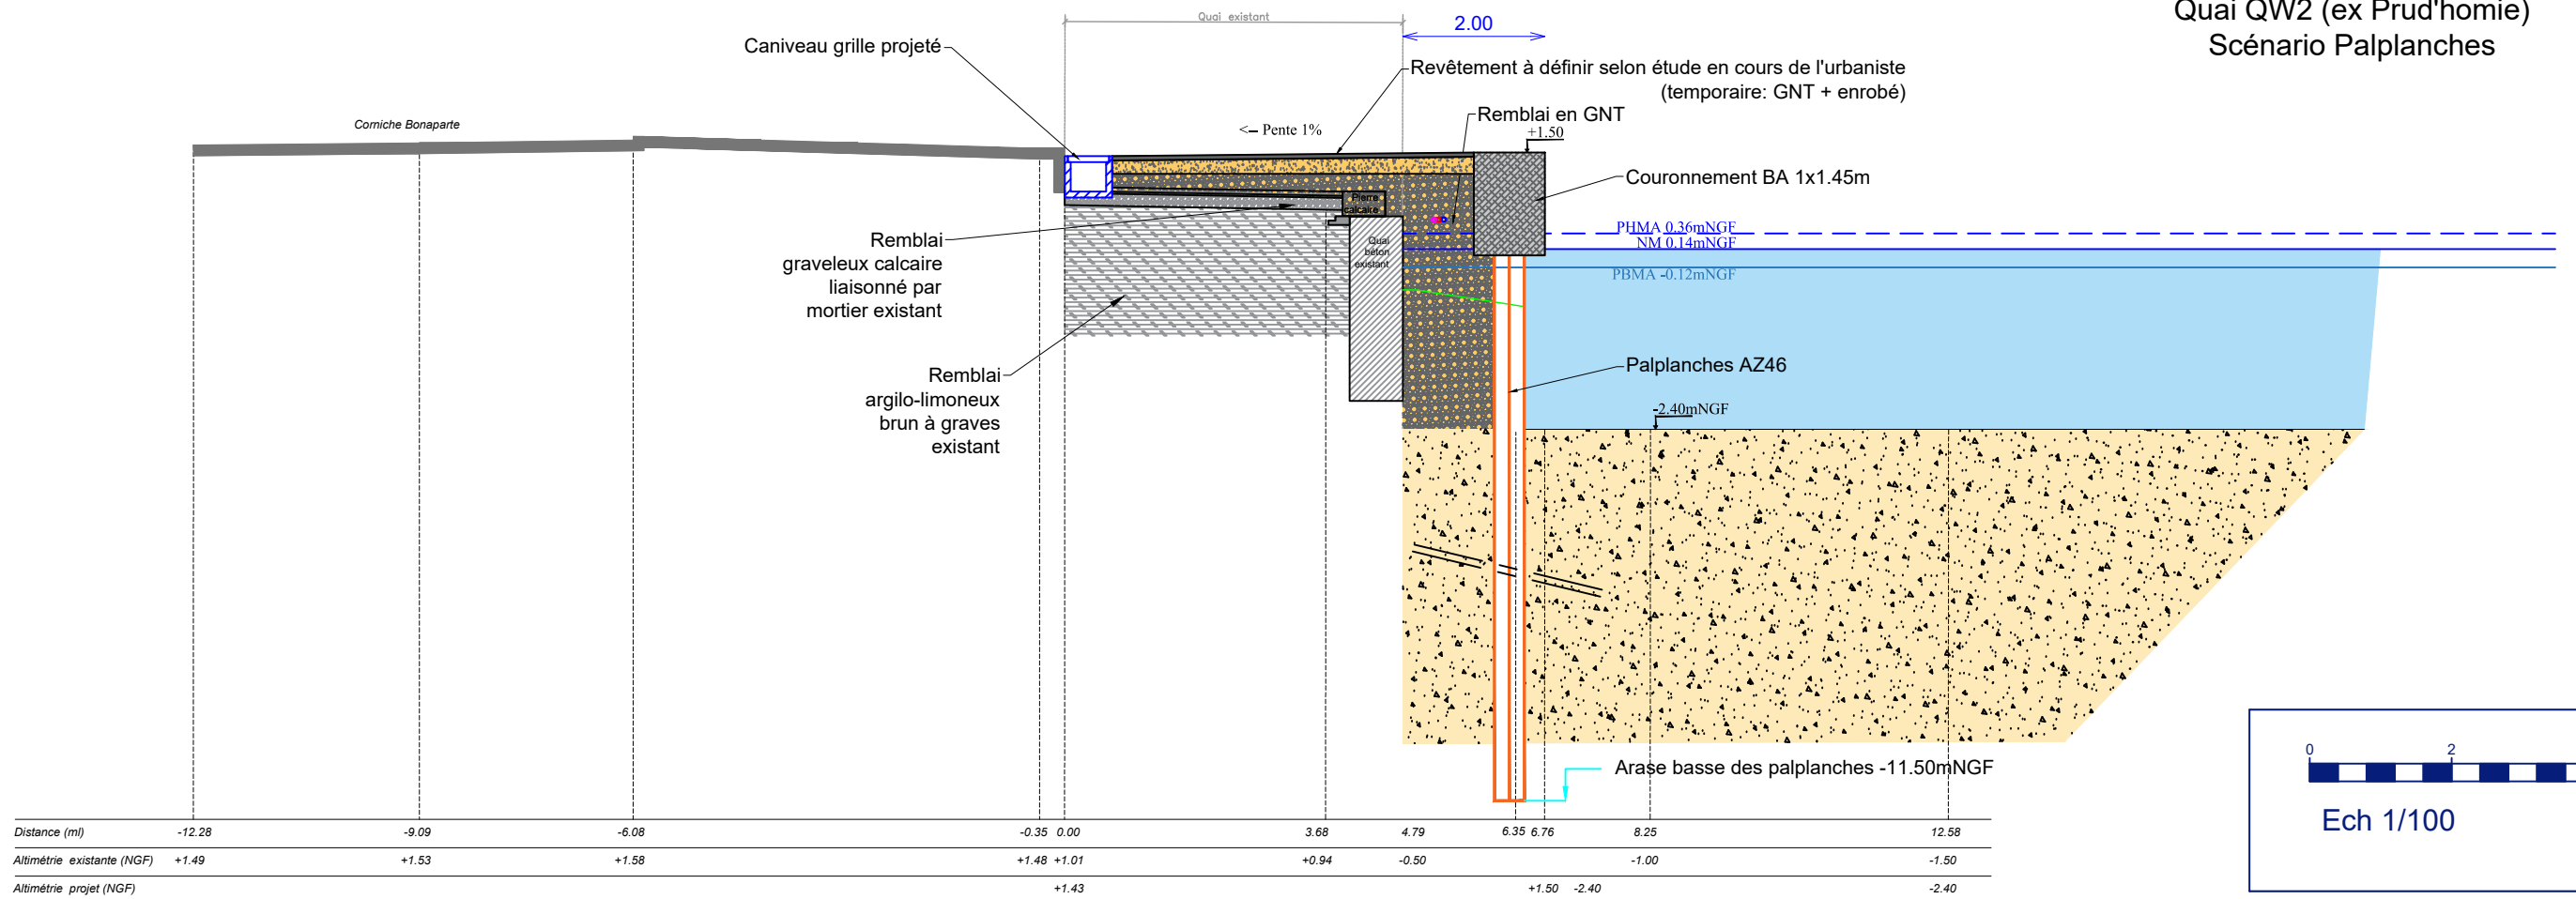 Quai QW2 (ex Prud'homie)
Scénario Palplanches
Quai existant
2.00
Caniveau grille projeté
Revêtement à définir selon étude en cours de l'urbaniste
(temporaire: GNT + enrobé)
Remblai en GNT
+1.50
Corniche Bonaparte
<– Pente 1%
Couronnement BA 1x1.45m
Pierre
calcaire
Quai
béton
existant
PHMA 0.36mNGF
NM 0.14mNGF
PBMA -0.12mNGF
Remblai
graveleux calcaire
liaisonné par
mortier existant
Remblai
argilo-limoneux
brun à graves
existant
Palplanches AZ46
-2.40mNGF
Arase basse des palplanches -11.50mNGF
0 2
Ech 1/100
Distance (ml) -12.28 -9.09 -6.08 -0.35 0.00 3.68 4.79 6.35 6.76 8.25 12.58
Altimétrie existante (NGF) +1.49 +1.53 +1.58 +1.48 +1.01 +0.94 -0.50 -1.00 -1.50
Altimétrie projet (NGF) +1.43 +1.50 -2.40 -2.40